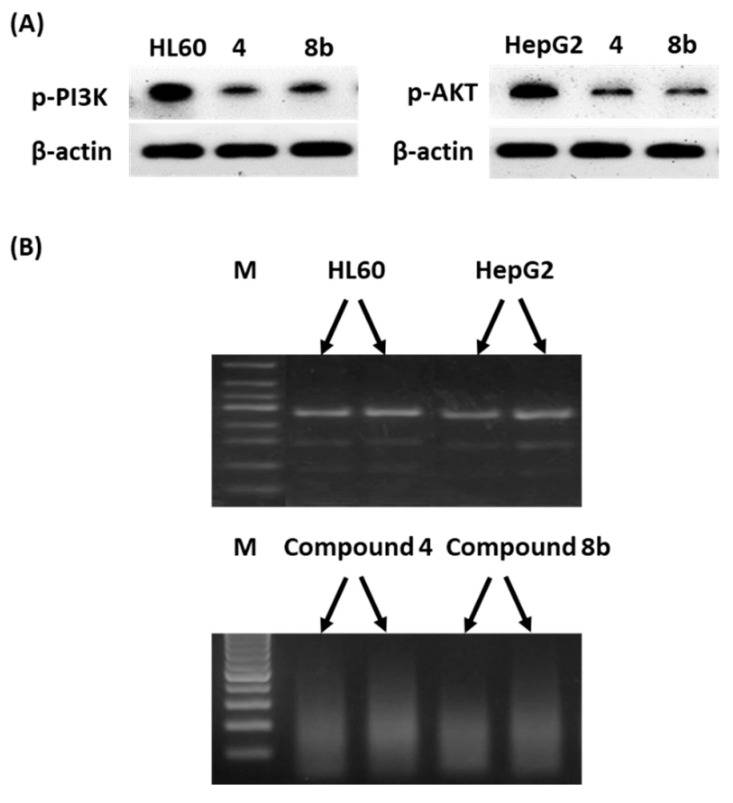 (A)
HL60 4 8b
p-PI3K
β-actin
HepG2 4 8b
p-AKT
β-actin
(B)
M HL60 HepG2
M Compound 4 Compound 8b